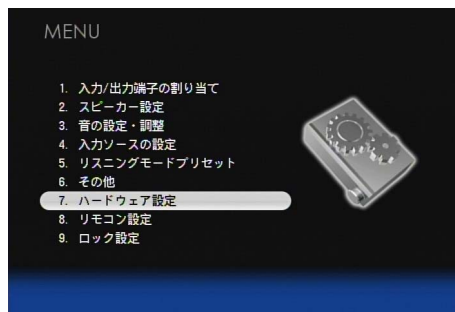 MENU
1. 入力/出力端子の割り当て
2. スピーカー設定
3. 音の設定・調整
4. 入力ソースの設定
5. リスニングモードプリセット
6. その他
7. ハードウェア設定
8. リモコン設定
9. ロック設定